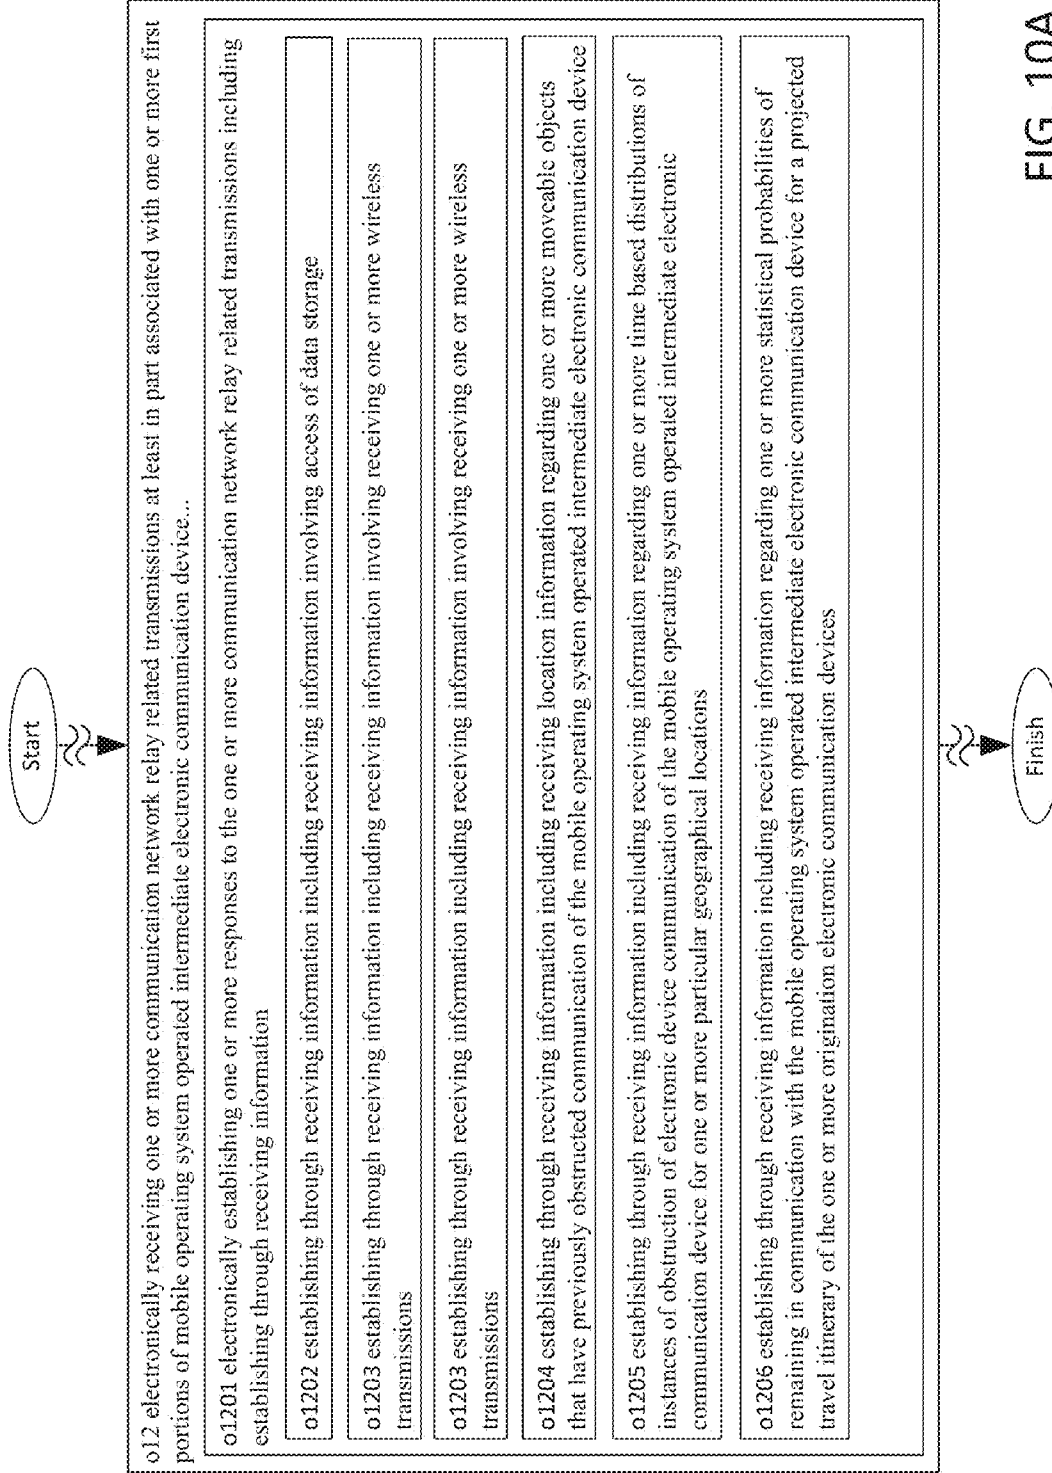 Start
o12 electronically receiving one or more communication network relay related transmissions at least in part associated with one or more first
portions of mobile operating system operated intermediate electronic communication device...
o1201 electronically establishing one or more responses to the one or more communication network relay related transmissions including
establishing through receiving information
o1202 establishing through receiving information including receiving information involving access of data storage
o1203 establishing through receiving information including receiving information involving receiving one or more wireless
transmissions
o1203 establishing through receiving information including receiving information involving receiving one or more wireless
transmissions
o1204 establishing through receiving information including receiving location information regarding one or more moveable objects
that have previously obstructed communication of the mobile operating system operated intermediate electronic communication device
o1205 establishing through receiving information including receiving information regarding one or more time based distributions of
instances of obstruction of electronic device communication of the mobile operating system operated intermediate electronic
communication device for one or more particular geographical locations
o1206 establishing through receiving information including receiving information regarding one or more statistical probabilities of
remaining in communication with the mobile operating system operated intermediate electronic communication device for a projected
travel itinerary of the one or more origination electronic communication devices
Finish
FIG. 10A